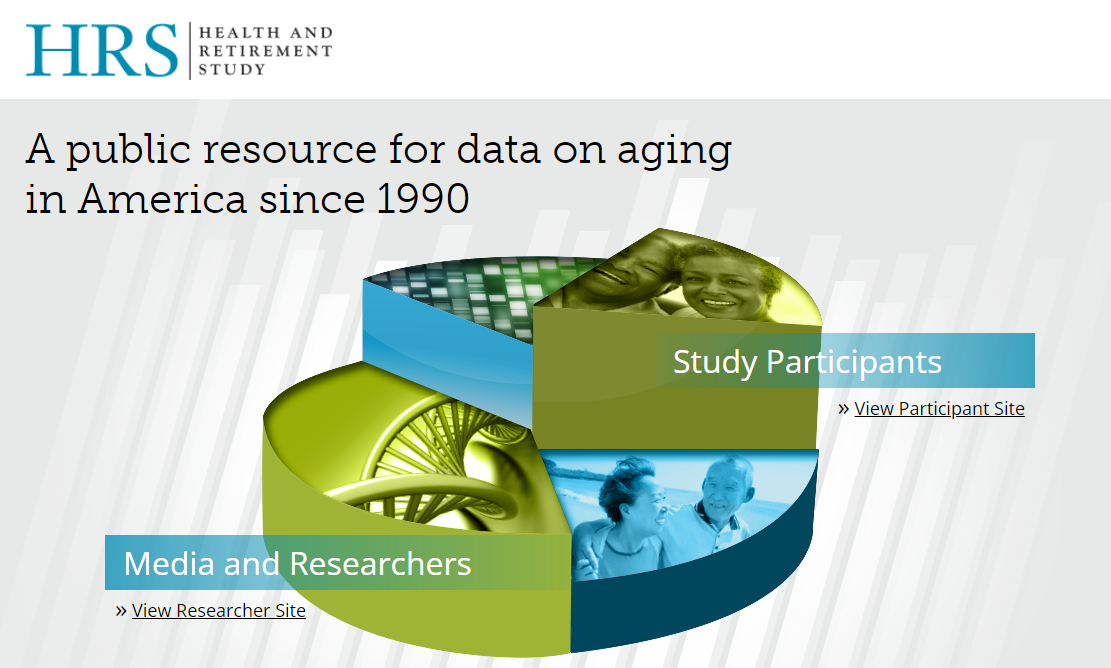 HRS
HEALTH AND
RETIREMENT
STUDY
A public resource for data on aging
in America since 1990
Study Participants
» View Participant Site
Media and Researchers
» View Researcher Site